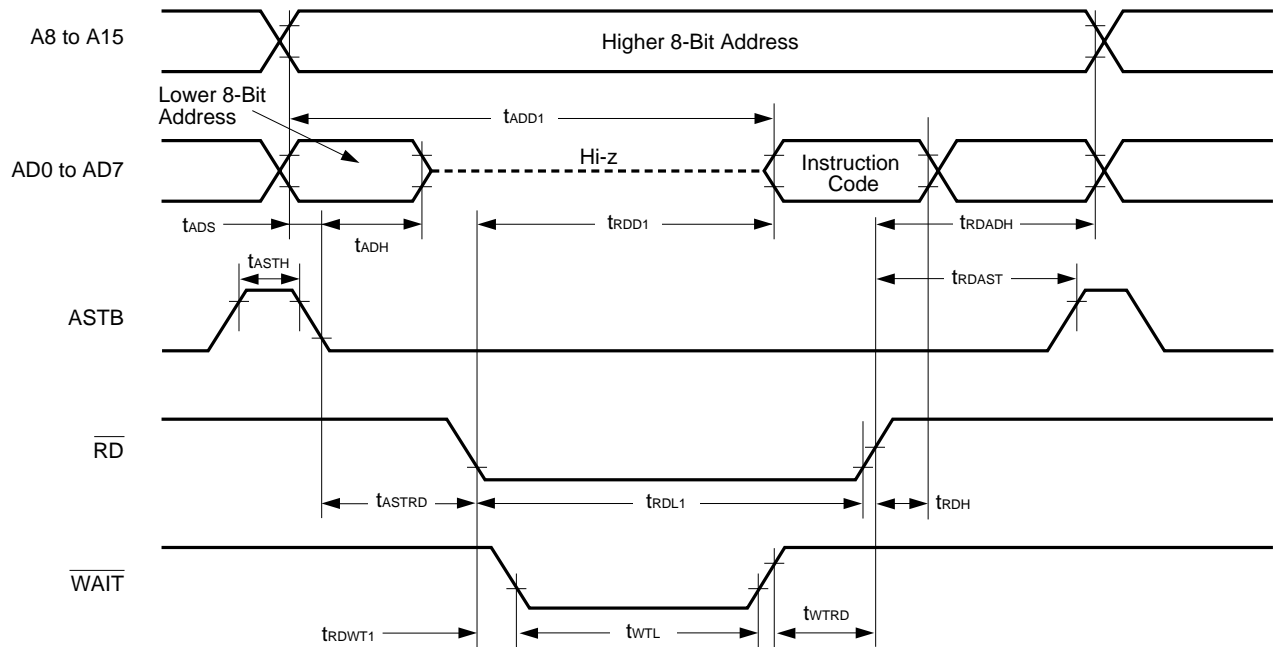 A8 to A15
Higher 8-Bit Address
Lower 8-Bit
Address
tADD1
AD0 to AD7
Hi-z
Instruction
Code
tADS
tADH
tRDD1
tRDADH
tASTH
tRDAST
ASTB
RD
tASTRD
tRDL1
tRDH
WAIT
tRDWT1
tWTL
tWTRD